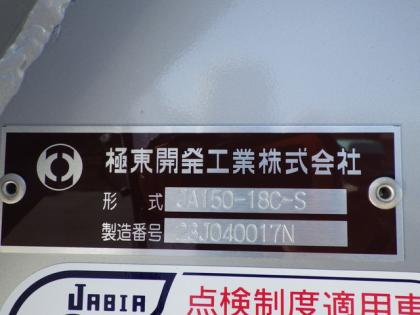 極東開発工業株式会社
形 式 JA150-18C-S
製造番号 23J040017N
JABIA
点検制度適用車